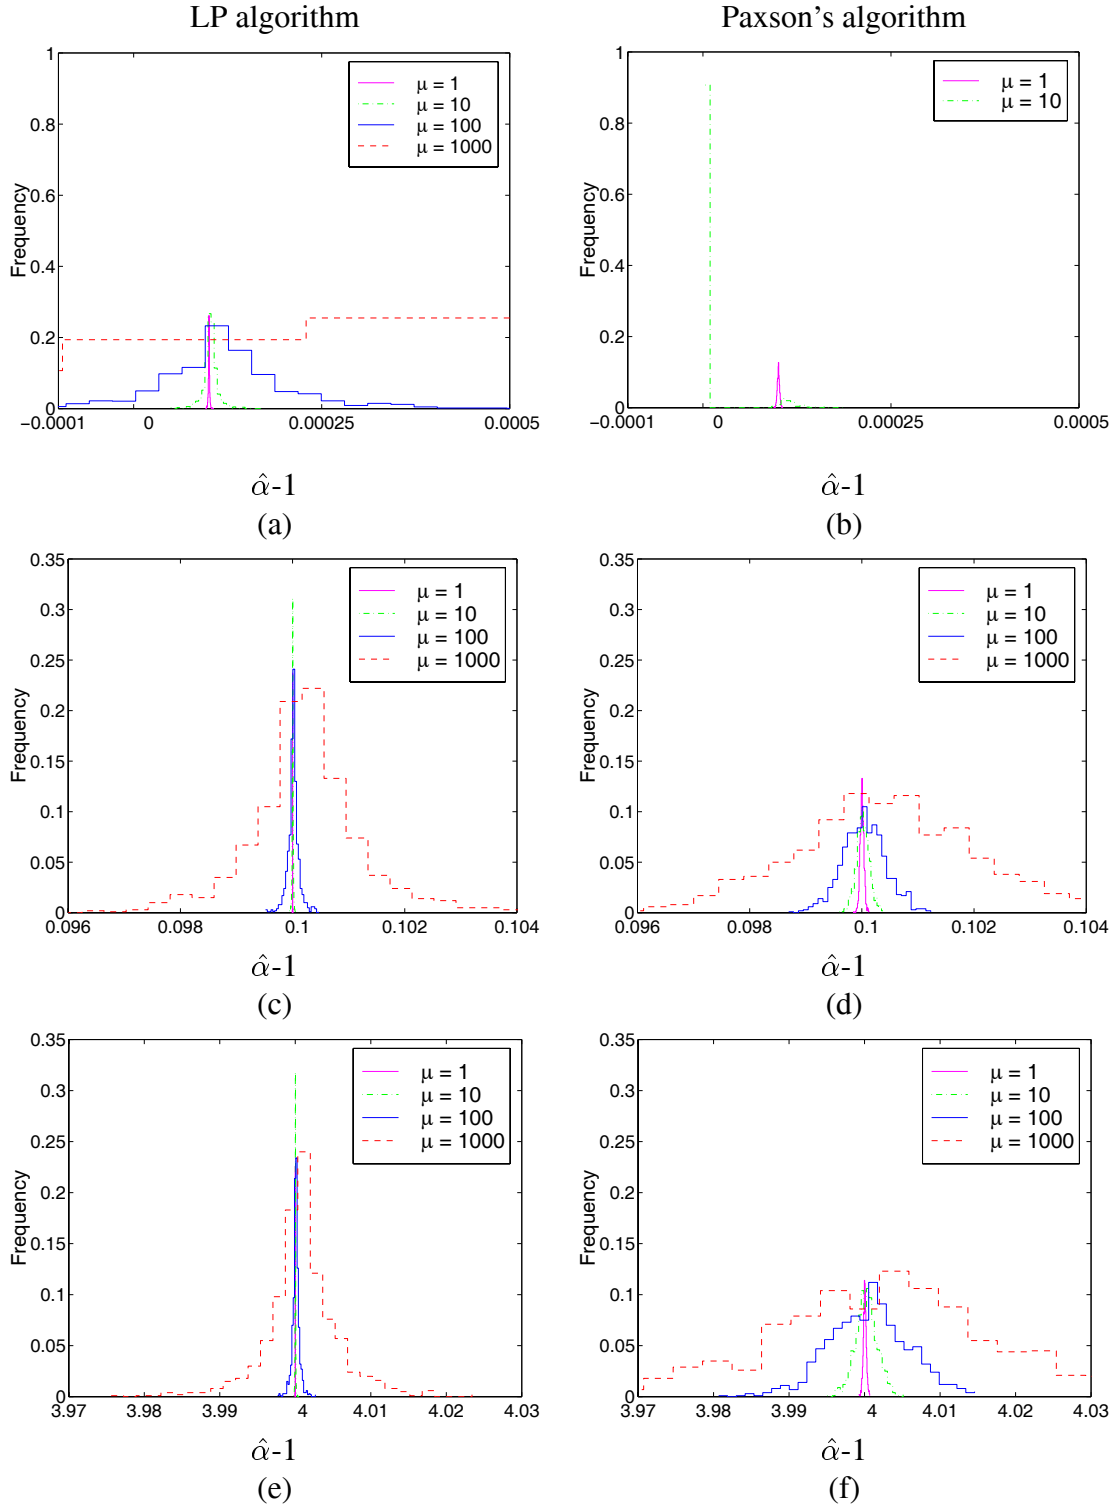 LP algorithm
Paxson's algorithm
1
0.8
0.6
0.4
0.2
0
Frequency
−0.0001 0 0.00025 0.0005
μ = 1
μ = 10
μ = 100
μ = 1000
α̂-1
(a)
1
0.8
0.6
0.4
0.2
0
Frequency
−0.0001 0 0.00025 0.0005
μ = 1
μ = 10
α̂-1
(b)
0.35
0.3
0.25
0.2
0.15
0.1
0.05
0
Frequency
0.096 0.098 0.1 0.102 0.104
μ = 1
μ = 10
μ = 100
μ = 1000
α̂-1
(c)
0.35
0.3
0.25
0.2
0.15
0.1
0.05
0
Frequency
0.096 0.098 0.1 0.102 0.104
μ = 1
μ = 10
μ = 100
μ = 1000
α̂-1
(d)
0.35
0.3
0.25
0.2
0.15
0.1
0.05
0
Frequency
3.97 3.98 3.99 4 4.01 4.02 4.03
μ = 1
μ = 10
μ = 100
μ = 1000
α̂-1
(e)
0.35
0.3
0.25
0.2
0.15
0.1
0.05
0
Frequency
3.97 3.98 3.99 4 4.01 4.02 4.03
μ = 1
μ = 10
μ = 100
μ = 1000
α̂-1
(f)